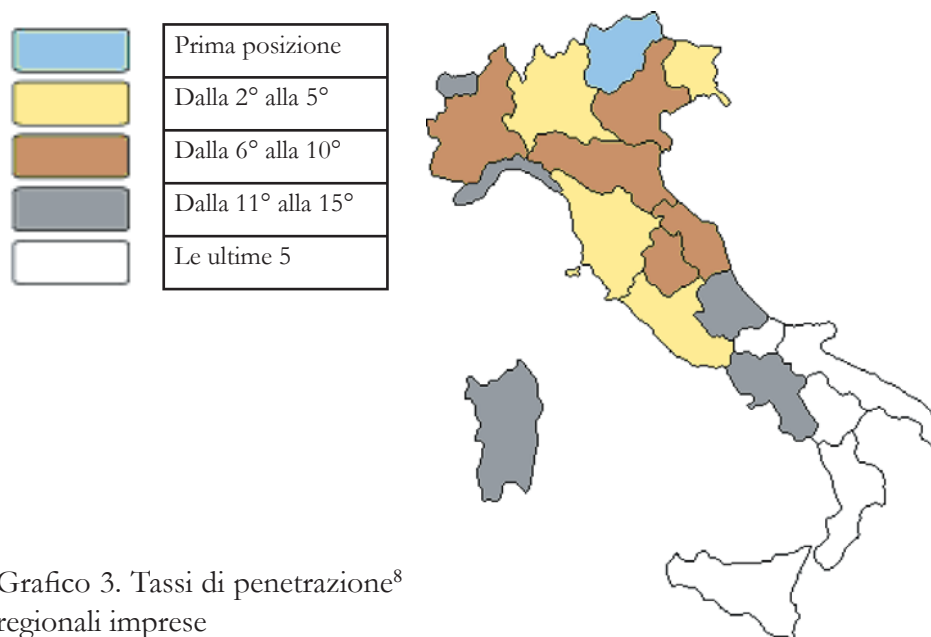 Prima posizione
Dalla 2° alla 5°
Dalla 6° alla 10°
Dalla 11° alla 15°
Le ultime 5
Grafico 3. Tassi di penetrazione⁸
regionali imprese